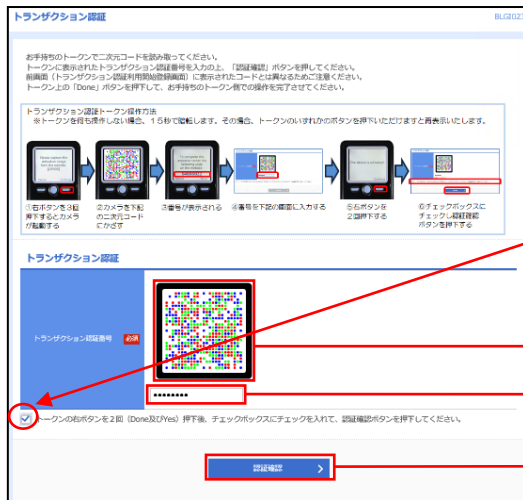 トランザクション認証
BLGI023
お手持ちのトークンで二次元コードを読み取ってください。
トークンに表示されたトランザクション認証番号を入力の上、「認証確認」ボタンを押してください。
前画面（トランザクション認証利用開始登録画面）に表示されたコードとは異なるためご注意ください。
トークン上の「Done」ボタンを押下して、お手持ちのトークン側での操作を完了させてください。
トランザクション認証トークン操作方法
※トークンを何も操作しない場合、15秒で暗転します。その場合、トークンのいずれかのボタンを押下いただけますと再表示いたします。
①右ボタンを3回
押下するとカメラ
が起動する
②カメラを下記
の二次元コード
にかざす
③番号が表示される
④番号を下記の画面に入力する
⑤右ボタンを
2回押下する
⑥チェックボックスに
チェックし認証確認
ボタンを押下する
トランザクション認証
トランザクション認証番号 必須
••••••••
トークンの右ボタンを2回（Done及びYes）押下後、チェックボックスにチェックを入れて、認証確認ボタンを押下してください。
認証確認